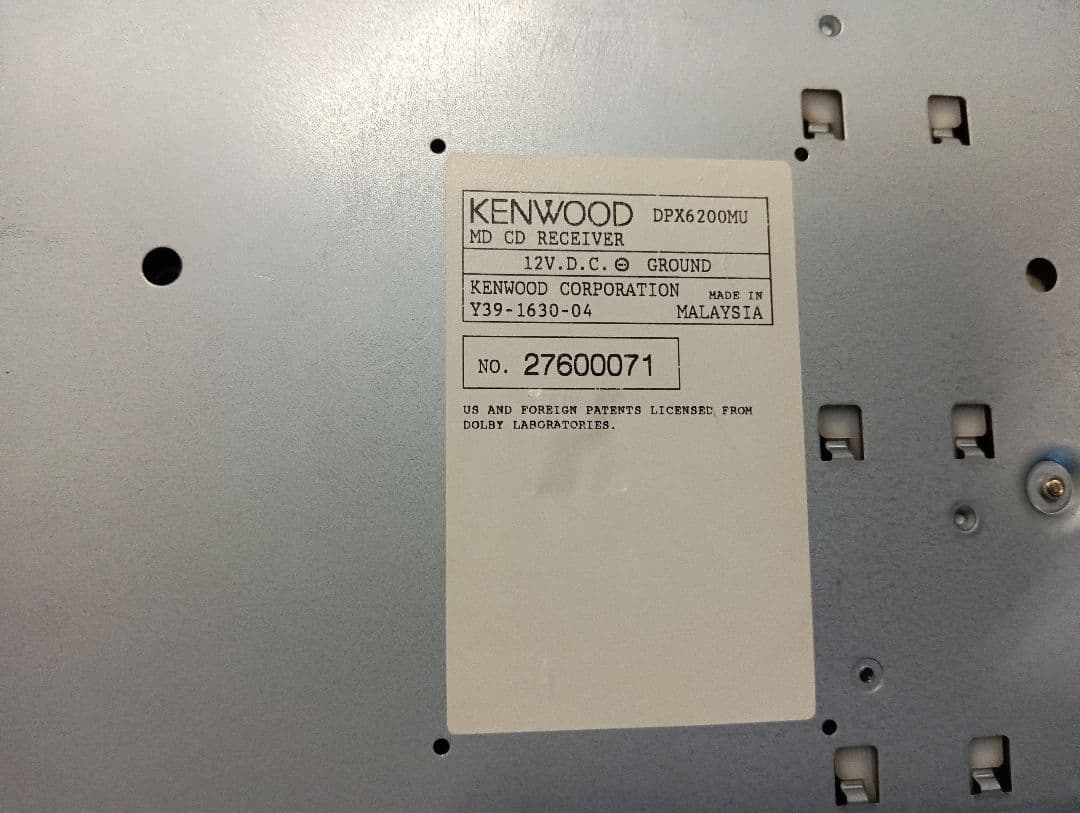 KENWOOD DPX6200MU
MD CD RECEIVER
12V.D.C. ⊖ GROUND
KENWOOD CORPORATION MADE IN
Y39-1630-04 MALAYSIA
NO. 27600071
US AND FOREIGN PATENTS LICENSED FROM
DOLBY LABORATORIES.